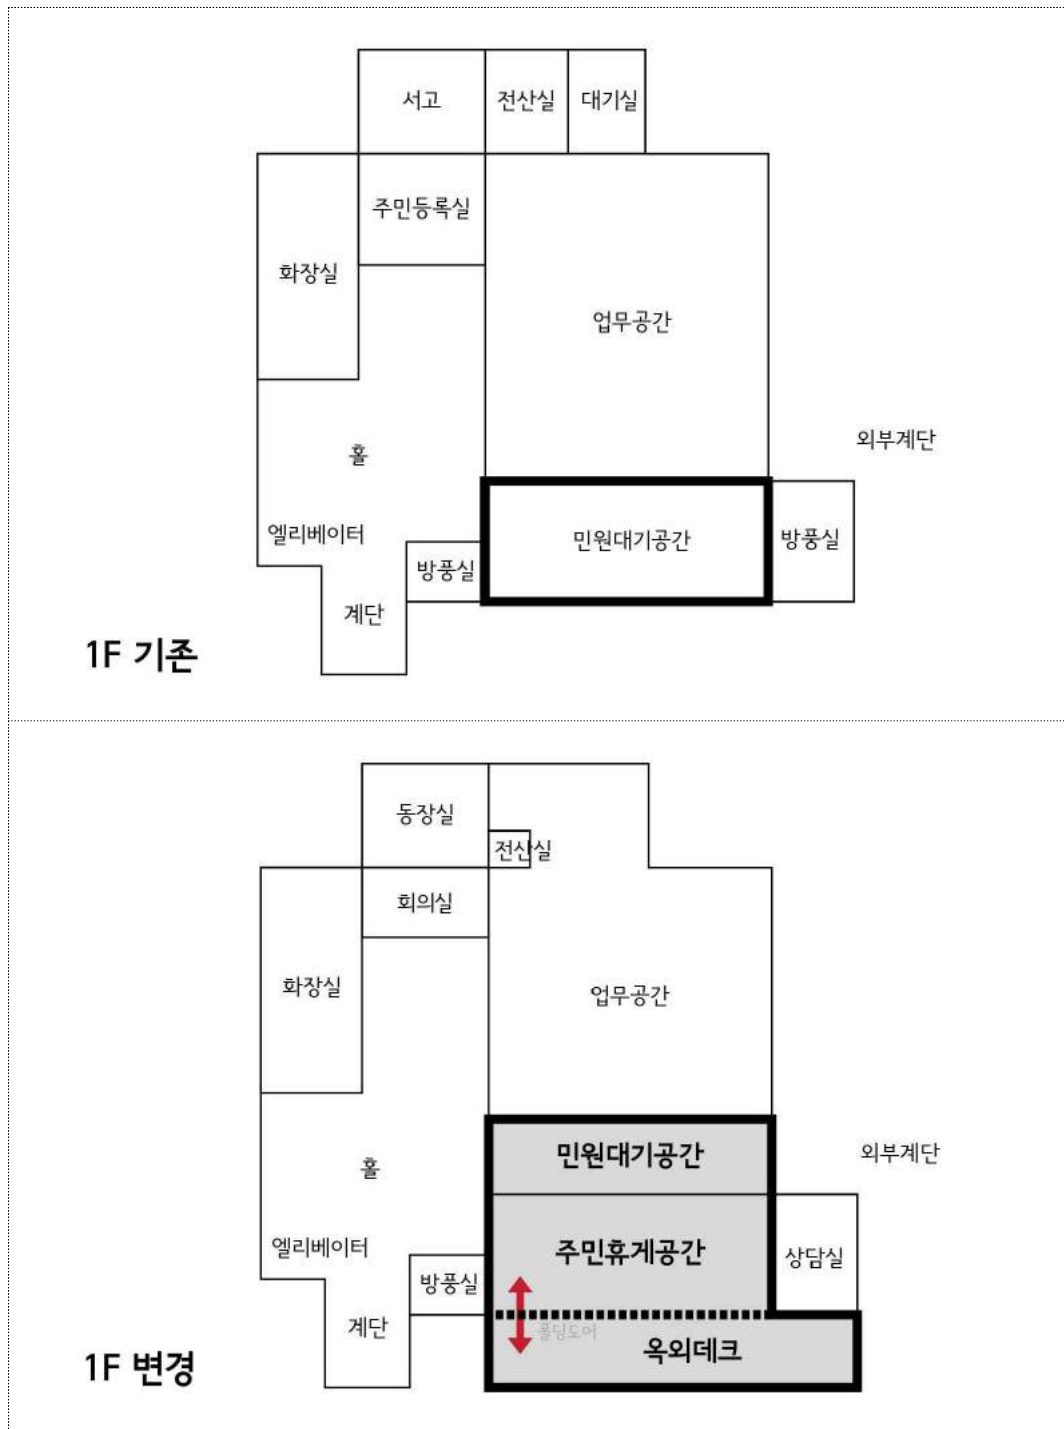 서고
전산실
대기실
주민등록실
화장실
업무공간
외부계단
홀
엘리베이터
민원대기공간
방풍실
방풍실
계단
1F 기존
동장실
전산실
회의실
화장실
업무공간
민원대기공간
외부계단
홀
엘리베이터
주민휴게공간
상담실
방풍실
계단
폴딩도어
옥외데크
1F 변경